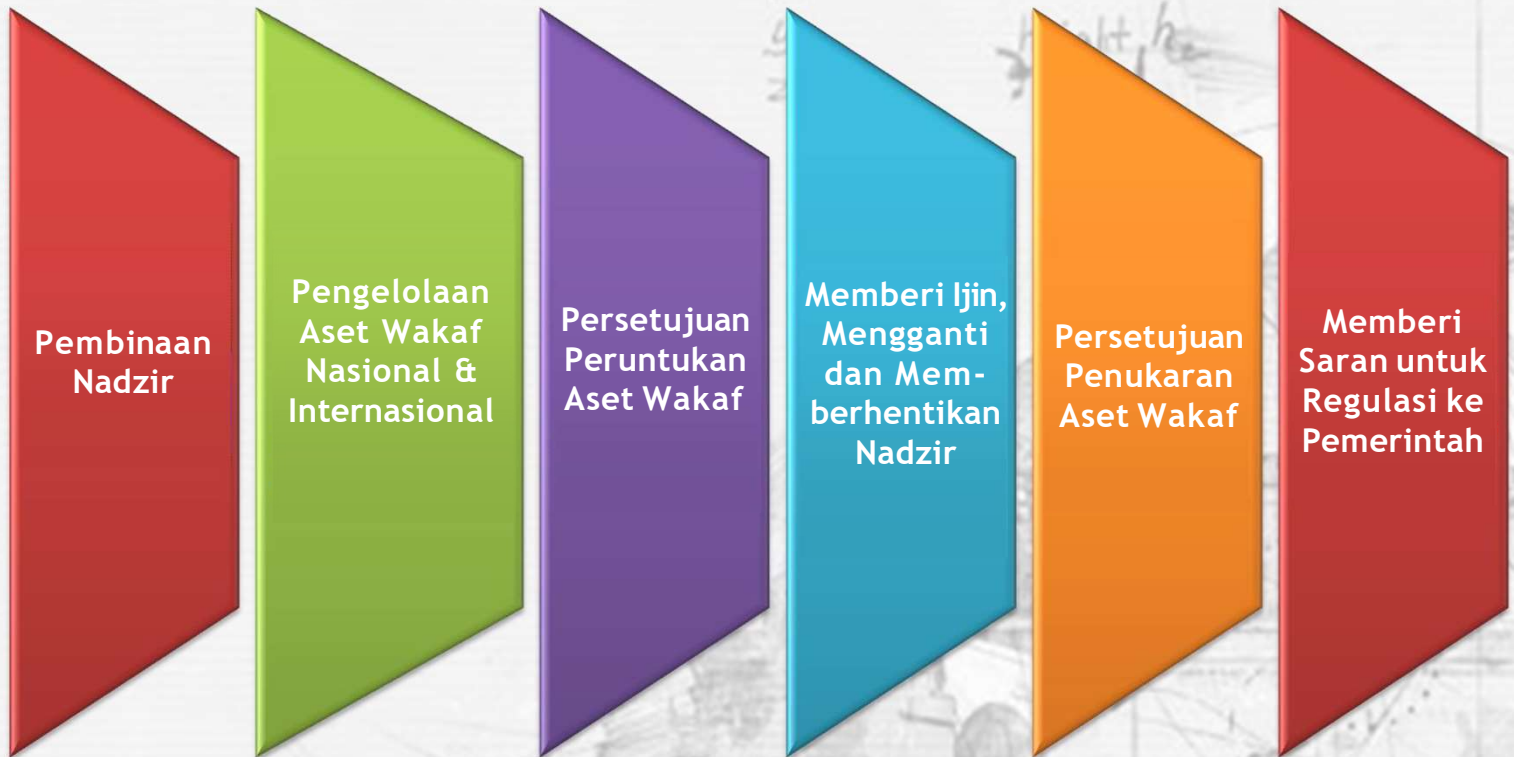 Pembinaan
Nadzir
Pengelolaan
Aset Wakaf
Nasional &
Internasional
Persetujuan
Peruntukan
Aset Wakaf
Memberi Ijin,
Mengganti
dan Mem-
berhentikan
Nadzir
Persetujuan
Penukaran
Aset Wakaf
Memberi
Saran untuk
Regulasi ke
Pemerintah